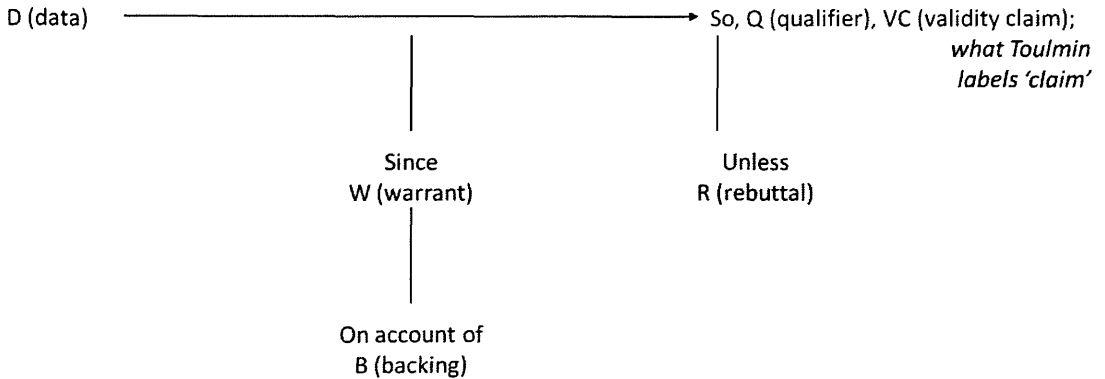 D (data)
So, Q (qualifier), VC (validity claim);
what Toulmin
labels ‘claim’
Since
W (warrant)
Unless
R (rebuttal)
On account of
B (backing)